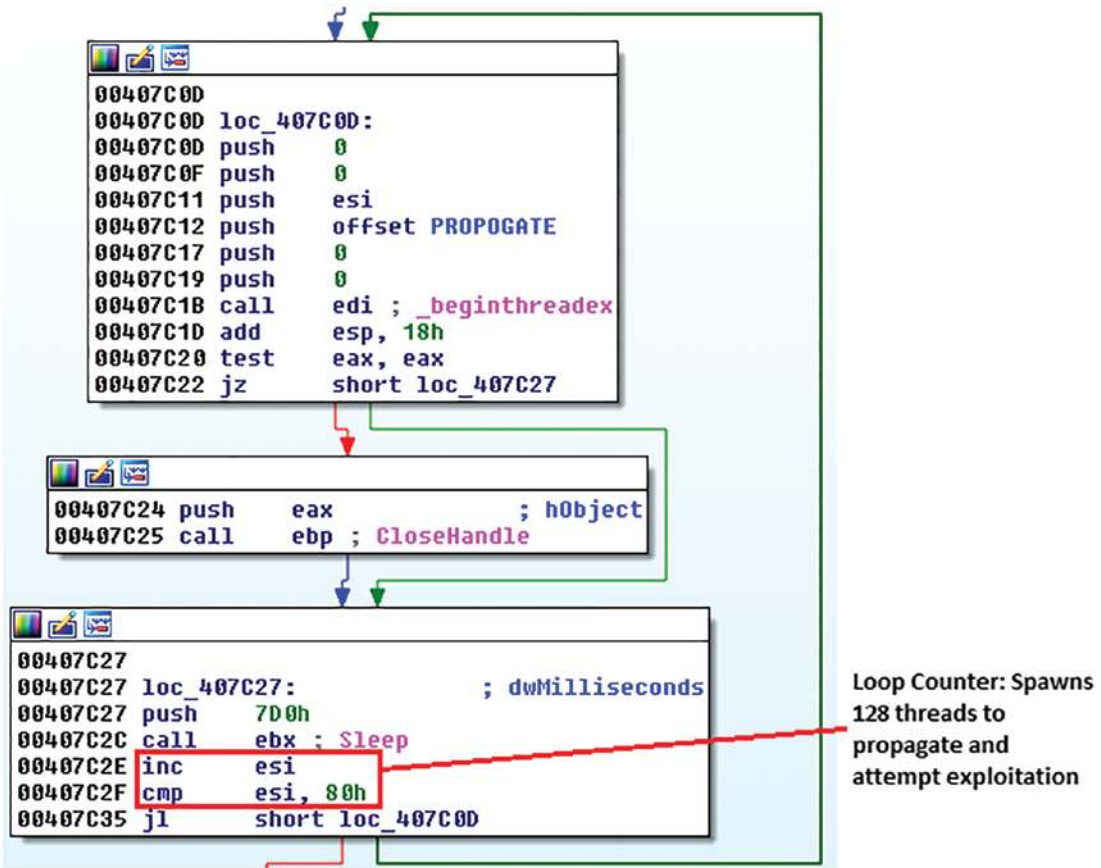 00407C0D
00407C0D loc_407C0D:
00407C0D push 0
00407C0F push 0
00407C11 push esi
00407C12 push offset PROPOGATE
00407C17 push 0
00407C19 push 0
00407C1B call edi ; _beginthreadex
00407C1D add esp, 18h
00407C20 test eax, eax
00407C22 jz short loc_407C27
00407C24 push eax ; hObject
00407C25 call ebp ; CloseHandle
00407C27
00407C27 loc_407C27: ; dwMilliseconds
00407C27 push 7D0h
00407C2C call ebx ; Sleep
00407C2E inc esi
00407C2F cmp esi, 80h
00407C35 jl short loc_407C0D
Loop Counter: Spawns
128 threads to
propagate and
attempt exploitation